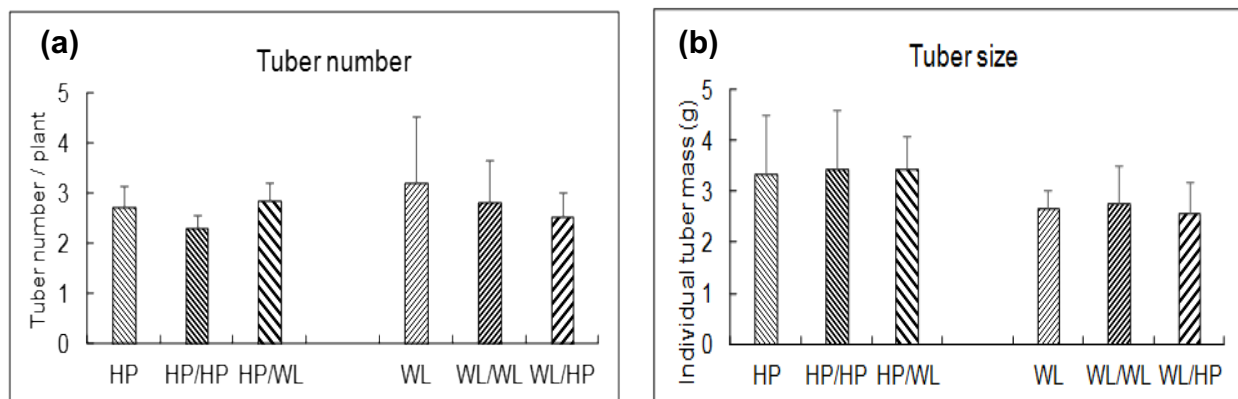 (a)
Tuber number
Tuber number / plant
5
4
3
2
1
0
HP HP/HP HP/WL WL WL/WL WL/HP
(b)
Tuber size
Individual tuber mass (g)
5
4
3
2
1
0
HP HP/HP HP/WL WL WL/WL WL/HP